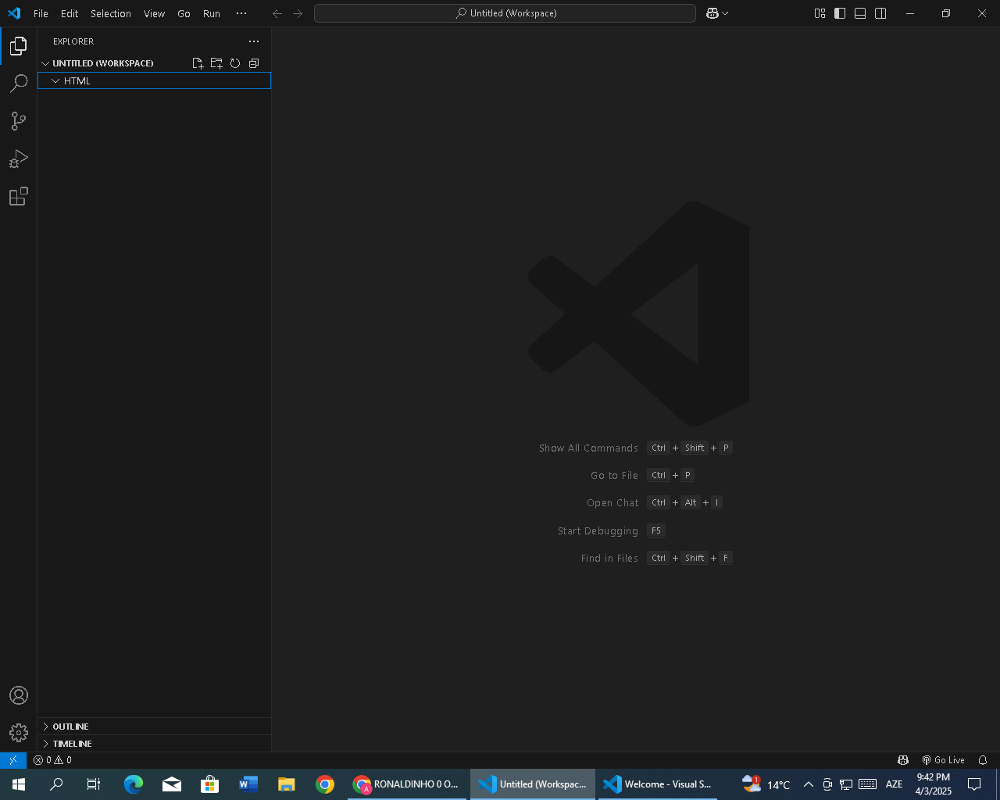 File Edit Selection View Go Run ··· Untitled (Workspace)
EXPLORER ···
UNTITLED (WORKSPACE)
HTML
Show All Commands Ctrl + Shift + P
Go to File Ctrl + P
Open Chat Ctrl + Alt + I
Start Debugging F5
Find in Files Ctrl + Shift + F
OUTLINE
TIMELINE
0 0 Go Live
RONALDINHO 0 O... Untitled (Workspac... Welcome - Visual S... 1 14°C AZE 9:42 PM
A 4/3/2025